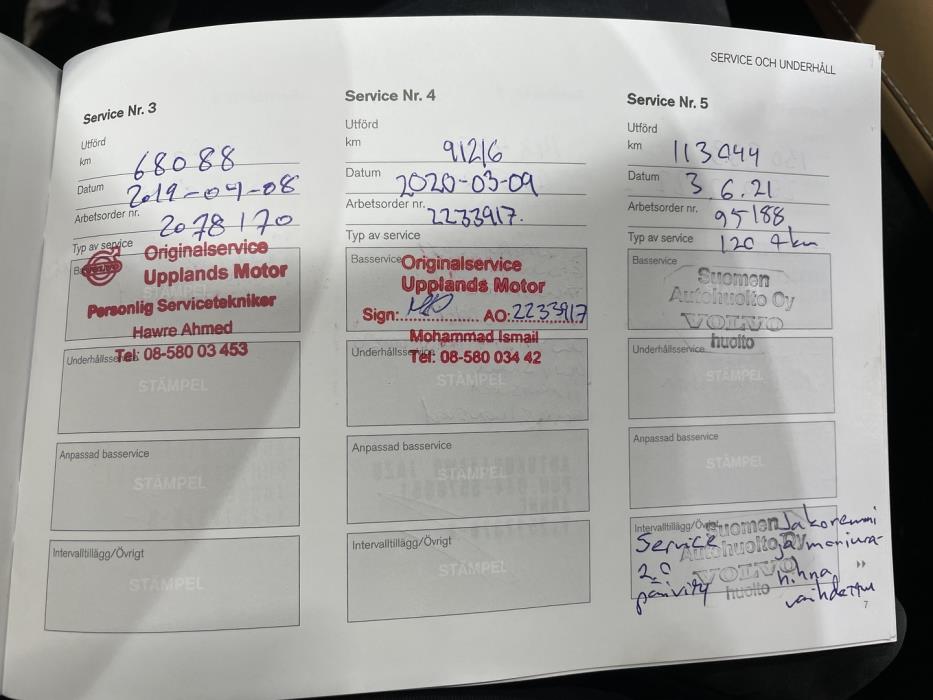 SERVICE OCH UNDERHÅLL
Service Nr. 3
Utförd
km 68088
Datum 2019-04-08
Arbetsorder nr. 2078170
Typ av service
Originalservice
Upplands Motor
Personlig Servicetekniker
Hawre Ahmed
Tel: 08-580 03 453
Underhållsservice
STÄMPEL
Anpassad basservice
STÄMPEL
Intervalltillägg/Övrigt
STÄMPEL
Service Nr. 4
Utförd
km 91216
Datum 2020-03-09
Arbetsorder nr. 2233917.
Typ av service
Basservice
Originalservice
Upplands Motor
Sign: AO: 2233917
Mohammad Ismail
Tel: 08-580 034 42
Underhållsservice
STÄMPEL
Anpassad basservice
STÄMPEL
Intervalltillägg/Övrigt
STÄMPEL
Service Nr. 5
Utförd
km 113044
Datum 3.6.21
Arbetsorder nr. 95188
Typ av service 120 tkm
Basservice
Suomen
Autohuolto Oy
VOLVO
huolto
Underhållsservice
STÄMPEL
Anpassad basservice
STÄMPEL
Intervalltillägg/Övrigt
Suomen
Autohuolto Oy
VOLVO
huolto
Service
2.0
päivity
Jakoremmi
ja moniura-
hihna
vaihdettu
7